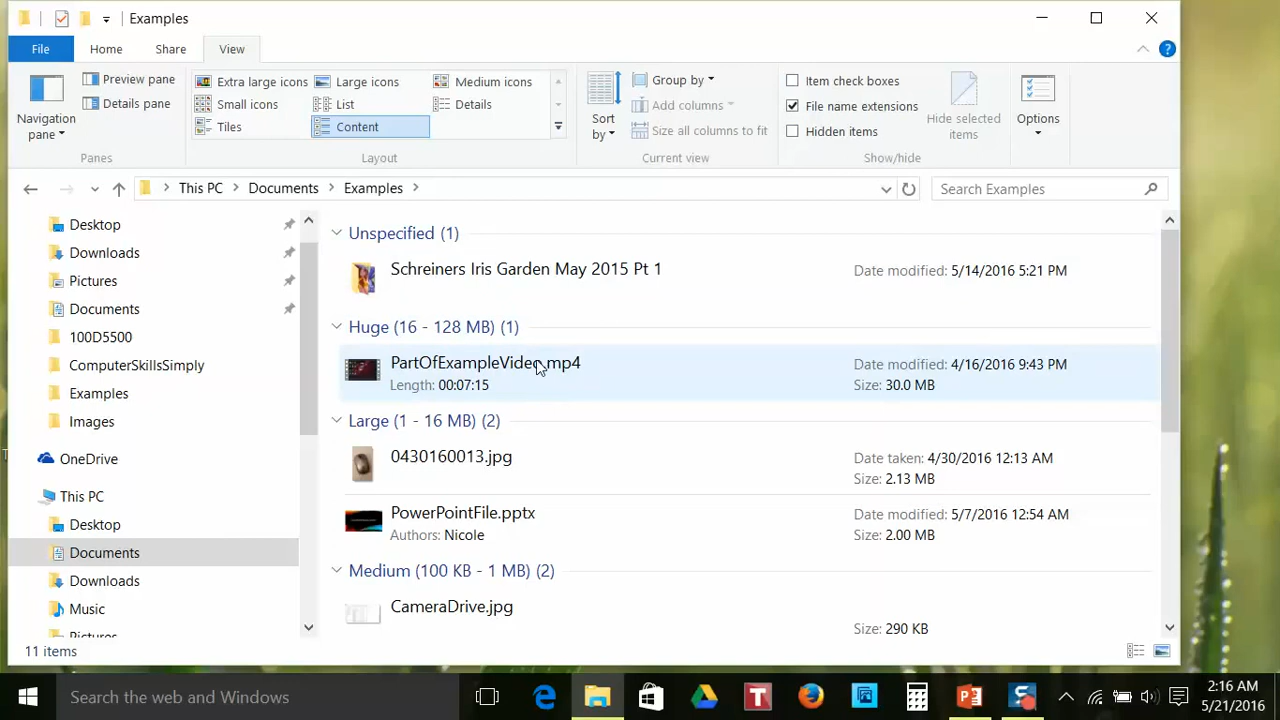 Examples
File Home Share View
Navigation pane
Preview pane
Details pane
Panes
Extra large icons Large icons Medium icons
Small icons List Details
Tiles Content
Layout
Sort by
Group by
Add columns
Size all columns to fit
Current view
Item check boxes
File name extensions
Hidden items
Hide selected items
Show/hide
Options
This PC Documents Examples
Search Examples
Desktop
Downloads
Pictures
Documents
100D5500
ComputerSkillsSimply
Examples
Images
OneDrive
This PC
Desktop
Documents
Downloads
Music
Pictures
Unspecified (1)
Schreiners Iris Garden May 2015 Pt 1 Date modified: 5/14/2016 5:21 PM
Huge (16 - 128 MB) (1)
PartOfExampleVideo.mp4 Date modified: 4/16/2016 9:43 PM
Length: 00:07:15 Size: 30.0 MB
Large (1 - 16 MB) (2)
0430160013.jpg Date taken: 4/30/2016 12:13 AM
Size: 2.13 MB
PowerPointFile.pptx Date modified: 5/7/2016 12:54 AM
Authors: Nicole Size: 2.00 MB
Medium (100 KB - 1 MB) (2)
CameraDrive.jpg
Size: 290 KB
11 items
Search the web and Windows
2:16 AM
5/21/2016